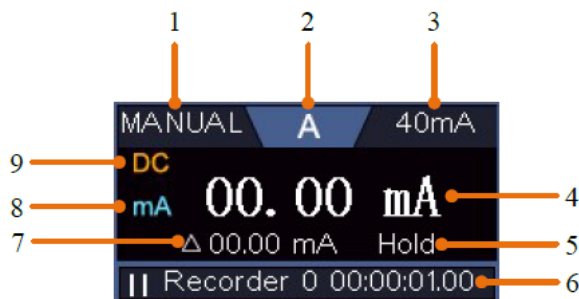 1 2 3
MANUAL A 40mA
9 DC
8 mA 00.00 mA 4
7 △ 00.00 mA Hold 5
|| Recorder 0 00:00:01.00 6